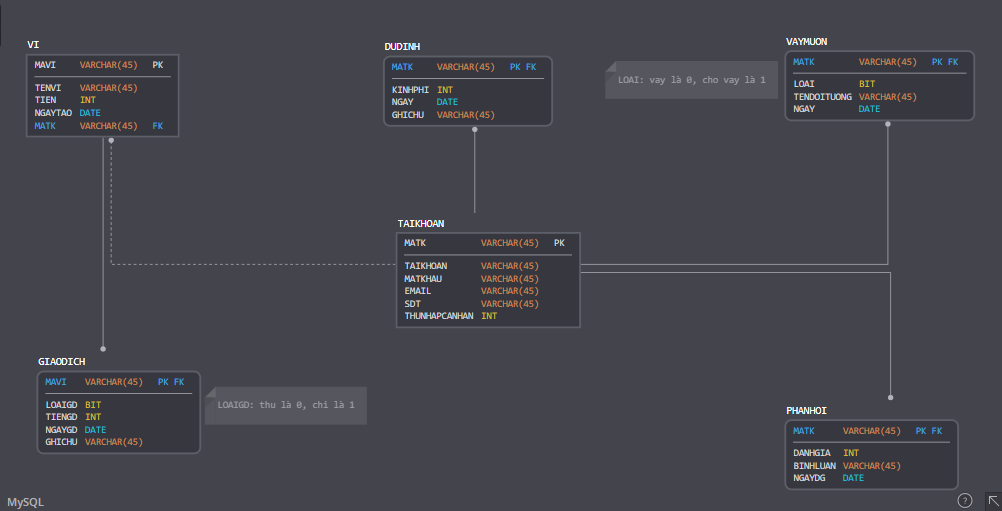 VI
MAVI VARCHAR(45) PK
TENVI VARCHAR(45)
TIEN INT
NGAYTAO DATE
MATK VARCHAR(45) FK
DUDINH
MATK VARCHAR(45) PK FK
KINHPHI INT
NGAY DATE
GHICHU VARCHAR(45)
LOAI: vay là 0, cho vay là 1
VAYMUON
MATK VARCHAR(45) PK FK
LOAI BIT
TENDOITUONG VARCHAR(45)
NGAY DATE
TAIKHOAN
MATK VARCHAR(45) PK
TAIKHOAN VARCHAR(45)
MATKHAU VARCHAR(45)
EMAIL VARCHAR(45)
SDT VARCHAR(45)
THUNHAPCANHAN INT
GIAODICH
MAVI VARCHAR(45) PK FK
LOAIGD BIT
TIENGD INT
NGAYGD DATE
GHICHU VARCHAR(45)
LOAIGD: thu là 0, chi là 1
PHANHOI
MATK VARCHAR(45) PK FK
DANHGIA INT
BINHLUAN VARCHAR(45)
NGAYDG DATE
MySQL
?